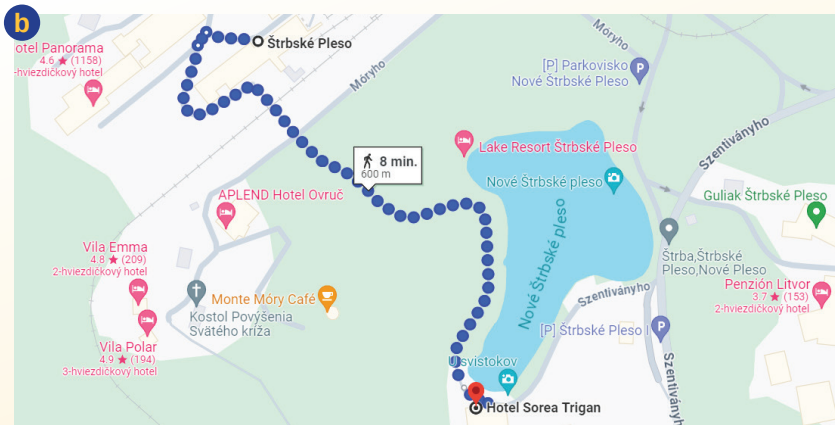 b
otel Panorama
4.6 ★ (1158)
-hviezdičkový hotel
Štrbské Pleso
Móryho
Móryho
[P] Parkovisko
Nové Štrbské Pleso
Szentiványho
8 min.
600 m
Lake Resort Štrbské Pleso
Nové Štrbské pleso
APLEND Hotel Ovruč
Guliak Štrbské Pleso
Vila Emma
4.8 ★ (209)
2-hviezdičkový hotel
Nové Štrbské pleso
Štrba,Štrbské
Pleso,Nové Pleso
Monte Móry Café
Kostol Povýšenia
Svätého kríža
Szentiványho
Penzión Litvor
3.7 ★ (153)
2-hviezdičkový hotel
P
[P] Štrbské Pleso I
P
Vila Polar
4.9 ★ (194)
3-hviezdičkový hotel
Szentiványho
Hotel Sorea Trigan